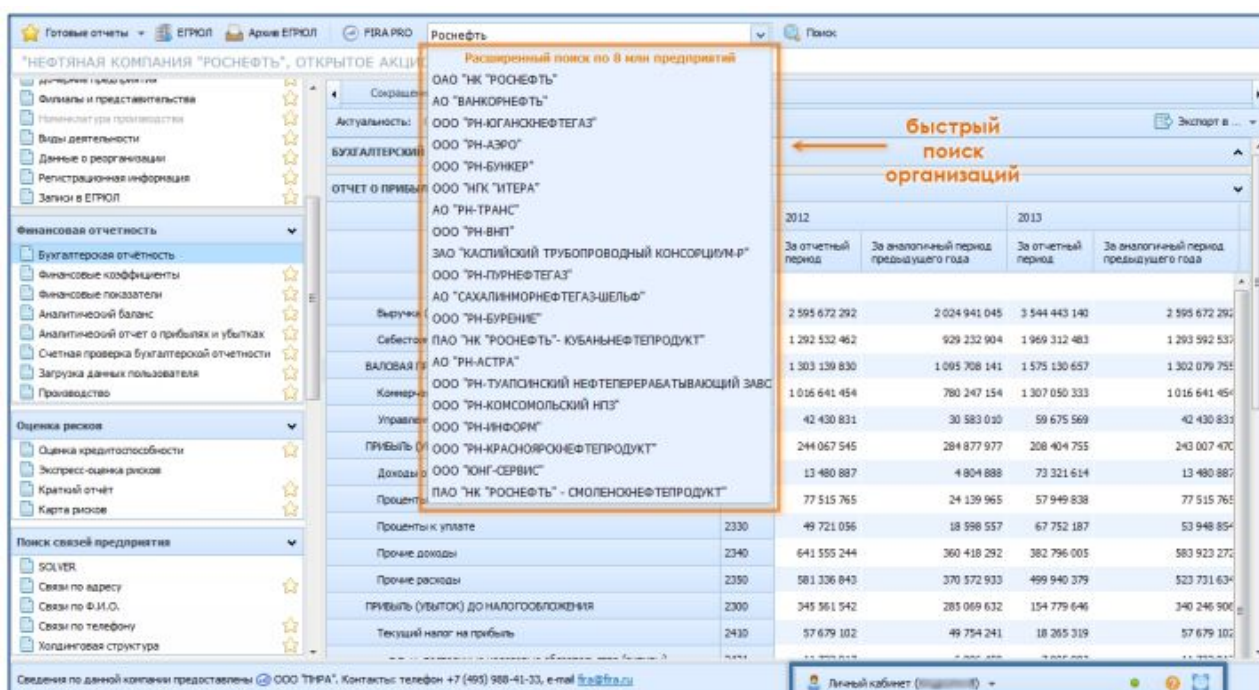 Готовые отчеты ЕГРЮЛ Архив ЕГРЮЛ FIRA PRO Роснефть Поиск
"НЕФТЯНАЯ КОМПАНИЯ "РОСНЕФТЬ", ОТКРЫТОЕ АКЦИ
Дочерние предприятия
Филиалы и представительства
Номенклатура производства
Виды деятельности
Данные о реорганизации
Регистрационная информация
Записи в ЕГРЮЛ
Финансовая отчетность
Бухгалтерская отчётность
Финансовые коэффициенты
Финансовые показатели
Аналитический баланс
Аналитический отчет о прибылях и убытках
Счетная проверка бухгалтерской отчетности
Загрузка данных пользователя
Производство
Оценка рисков
Оценка кредитоспособности
Экспресс-оценка рисков
Краткий отчёт
Карта рисков
Поиск связей предприятия
SOLVER
Связи по адресу
Связи по Ф.И.О.
Связи по телефону
Холдинговая структура
Расширенный поиск по 8 млн предприятий
ОАО "НК "РОСНЕФТЬ"
АО "ВАНКОРНЕФТЬ"
ООО "РН-ЮГАНСКНЕФТЕГАЗ"
ООО "РН-АЭРО"
ООО "РН-БУНКЕР"
ООО "НГК "ИТЕРА"
АО "РН-ТРАНС"
ООО "РН-ВНП"
ЗАО "КАСПИЙСКИЙ ТРУБОПРОВОДНЫЙ КОНСОРЦИУМ-Р"
ООО "РН-ПУРНЕФТЕГАЗ"
АО "САХАЛИНМОРНЕФТЕГАЗ-ШЕЛЬФ"
ООО "РН-БУРЕНИЕ"
ПАО "НК "РОСНЕФТЬ"- КУБАНЬНЕФТЕПРОДУКТ"
АО "РН-АСТРА"
ООО "РН-ТУАПСИНСКИЙ НЕФТЕПЕРЕРАБАТЫВАЮЩИЙ ЗАВО
ООО "РН-КОМСОМОЛЬСКИЙ НПЗ"
ООО "РН-ИНФОРМ"
ООО "РН-КРАСНОЯРСКНЕФТЕПРОДУКТ"
ООО "ЮНГ-СЕРВИС"
ПАО "НК "РОСНЕФТЬ" - СМОЛЕНСКНЕФТЕПРОДУКТ"
быстрый
поиск
организаций
Сокраще
Актуальность: Экспорт в ...
БУХГАЛТЕРСКИЙ
ОТЧЕТ О ПРИБЫЛ
2012 2013
За отчетный период За аналогичный период предыдущего года За отчетный период За аналогичный период предыдущего года
Выручка 2 595 672 292 2 024 941 045 3 544 443 140 2 595 672 292
Себестои 1 292 532 462 929 232 904 1 969 312 483 1 293 592 537
ВАЛОВАЯ ПР 1 303 139 830 1 095 708 141 1 575 130 657 1 302 079 755
Коммерче 1 016 641 454 780 247 154 1 307 050 333 1 016 641 454
Управлен 42 430 831 30 583 010 59 675 569 42 430 831
ПРИБЫЛЬ (У 244 067 545 284 877 977 208 404 755 243 007 470
Доходы о 13 480 887 4 804 888 73 321 614 13 480 887
Проценты 77 515 765 24 139 965 57 949 838 77 515 765
Проценты к уплате 2330 49 721 056 18 598 557 67 752 187 53 948 854
Прочие доходы 2340 641 555 244 360 418 292 382 796 005 583 923 272
Прочие расходы 2350 581 336 843 370 572 933 499 940 379 523 731 634
ПРИБЫЛЬ (УБЫТОК) ДО НАЛОГООБЛОЖЕНИЯ 2300 345 561 542 285 069 632 154 779 646 340 246 906
Текущий налог на прибыль 2410 57 679 102 49 754 241 18 265 319 57 679 102
Сведения по данной компании предоставлены ООО "ПИРА". Контакты: телефон +7 (495) 988-41-33, e-mail fira@fira.ru
Личный кабинет (